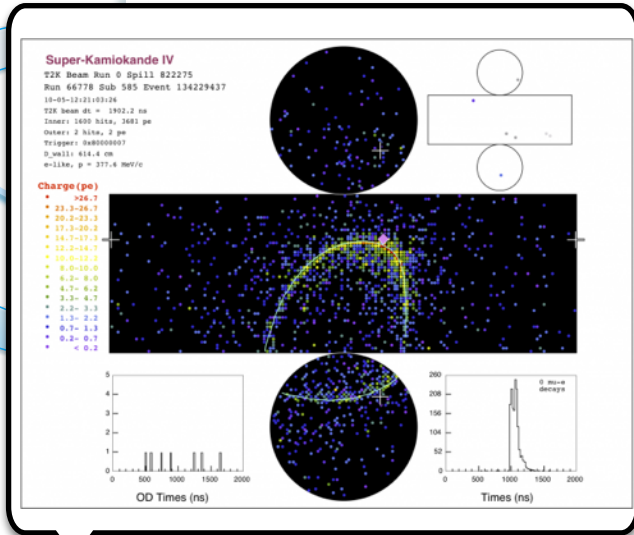 Super-Kamiokande IV
T2K Beam Run 0 Spill 822275
Run 66778 Sub 585 Event 134229437
10-05-12:21:03:26
T2K beam dt = 1902.2 ns
Inner: 1600 hits, 3681 pe
Outer: 2 hits, 2 pe
Trigger: 0x80000007
D_wall: 614.4 cm
e-like, p = 377.6 MeV/c
Charge(pe)
>26.7
23.3-26.7
20.2-23.3
17.3-20.2
14.7-17.3
12.2-14.7
10.0-12.2
8.0-10.0
6.2- 8.0
4.7- 6.2
3.3- 4.7
2.2- 3.3
1.3- 2.2
0.7- 1.3
0.2- 0.7
< 0.2
5
4
3
2
1
0
0 500 1000 1500 2000
OD Times (ns)
260
208
156
104
52
0
0 mu-e
decays
0 500 1000 1500 2000
Times (ns)